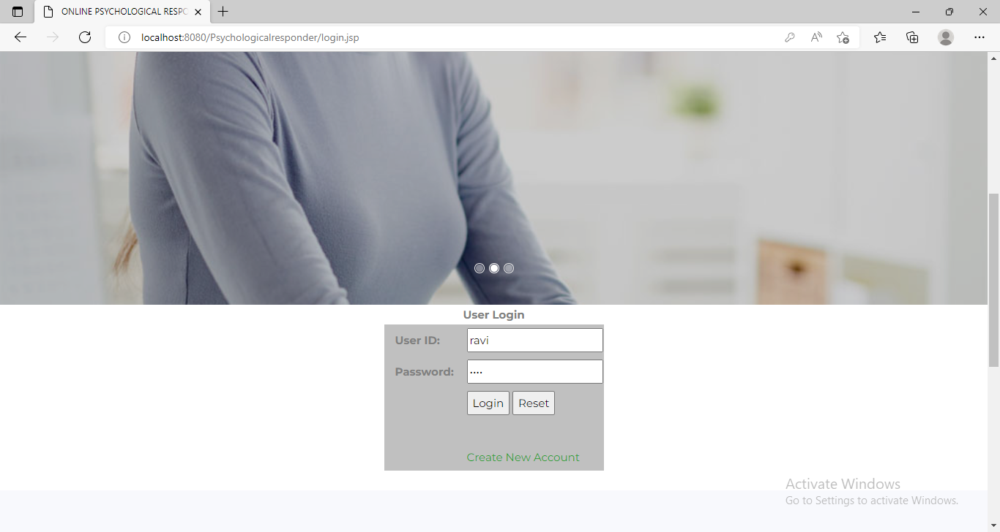 ONLINE PSYCHOLOGICAL RESPO
localhost:8080/Psychologicalresponder/login.jsp
User Login
User ID:
ravi
Password:
····
Login Reset
Create New Account
Activate Windows
Go to Settings to activate Windows.